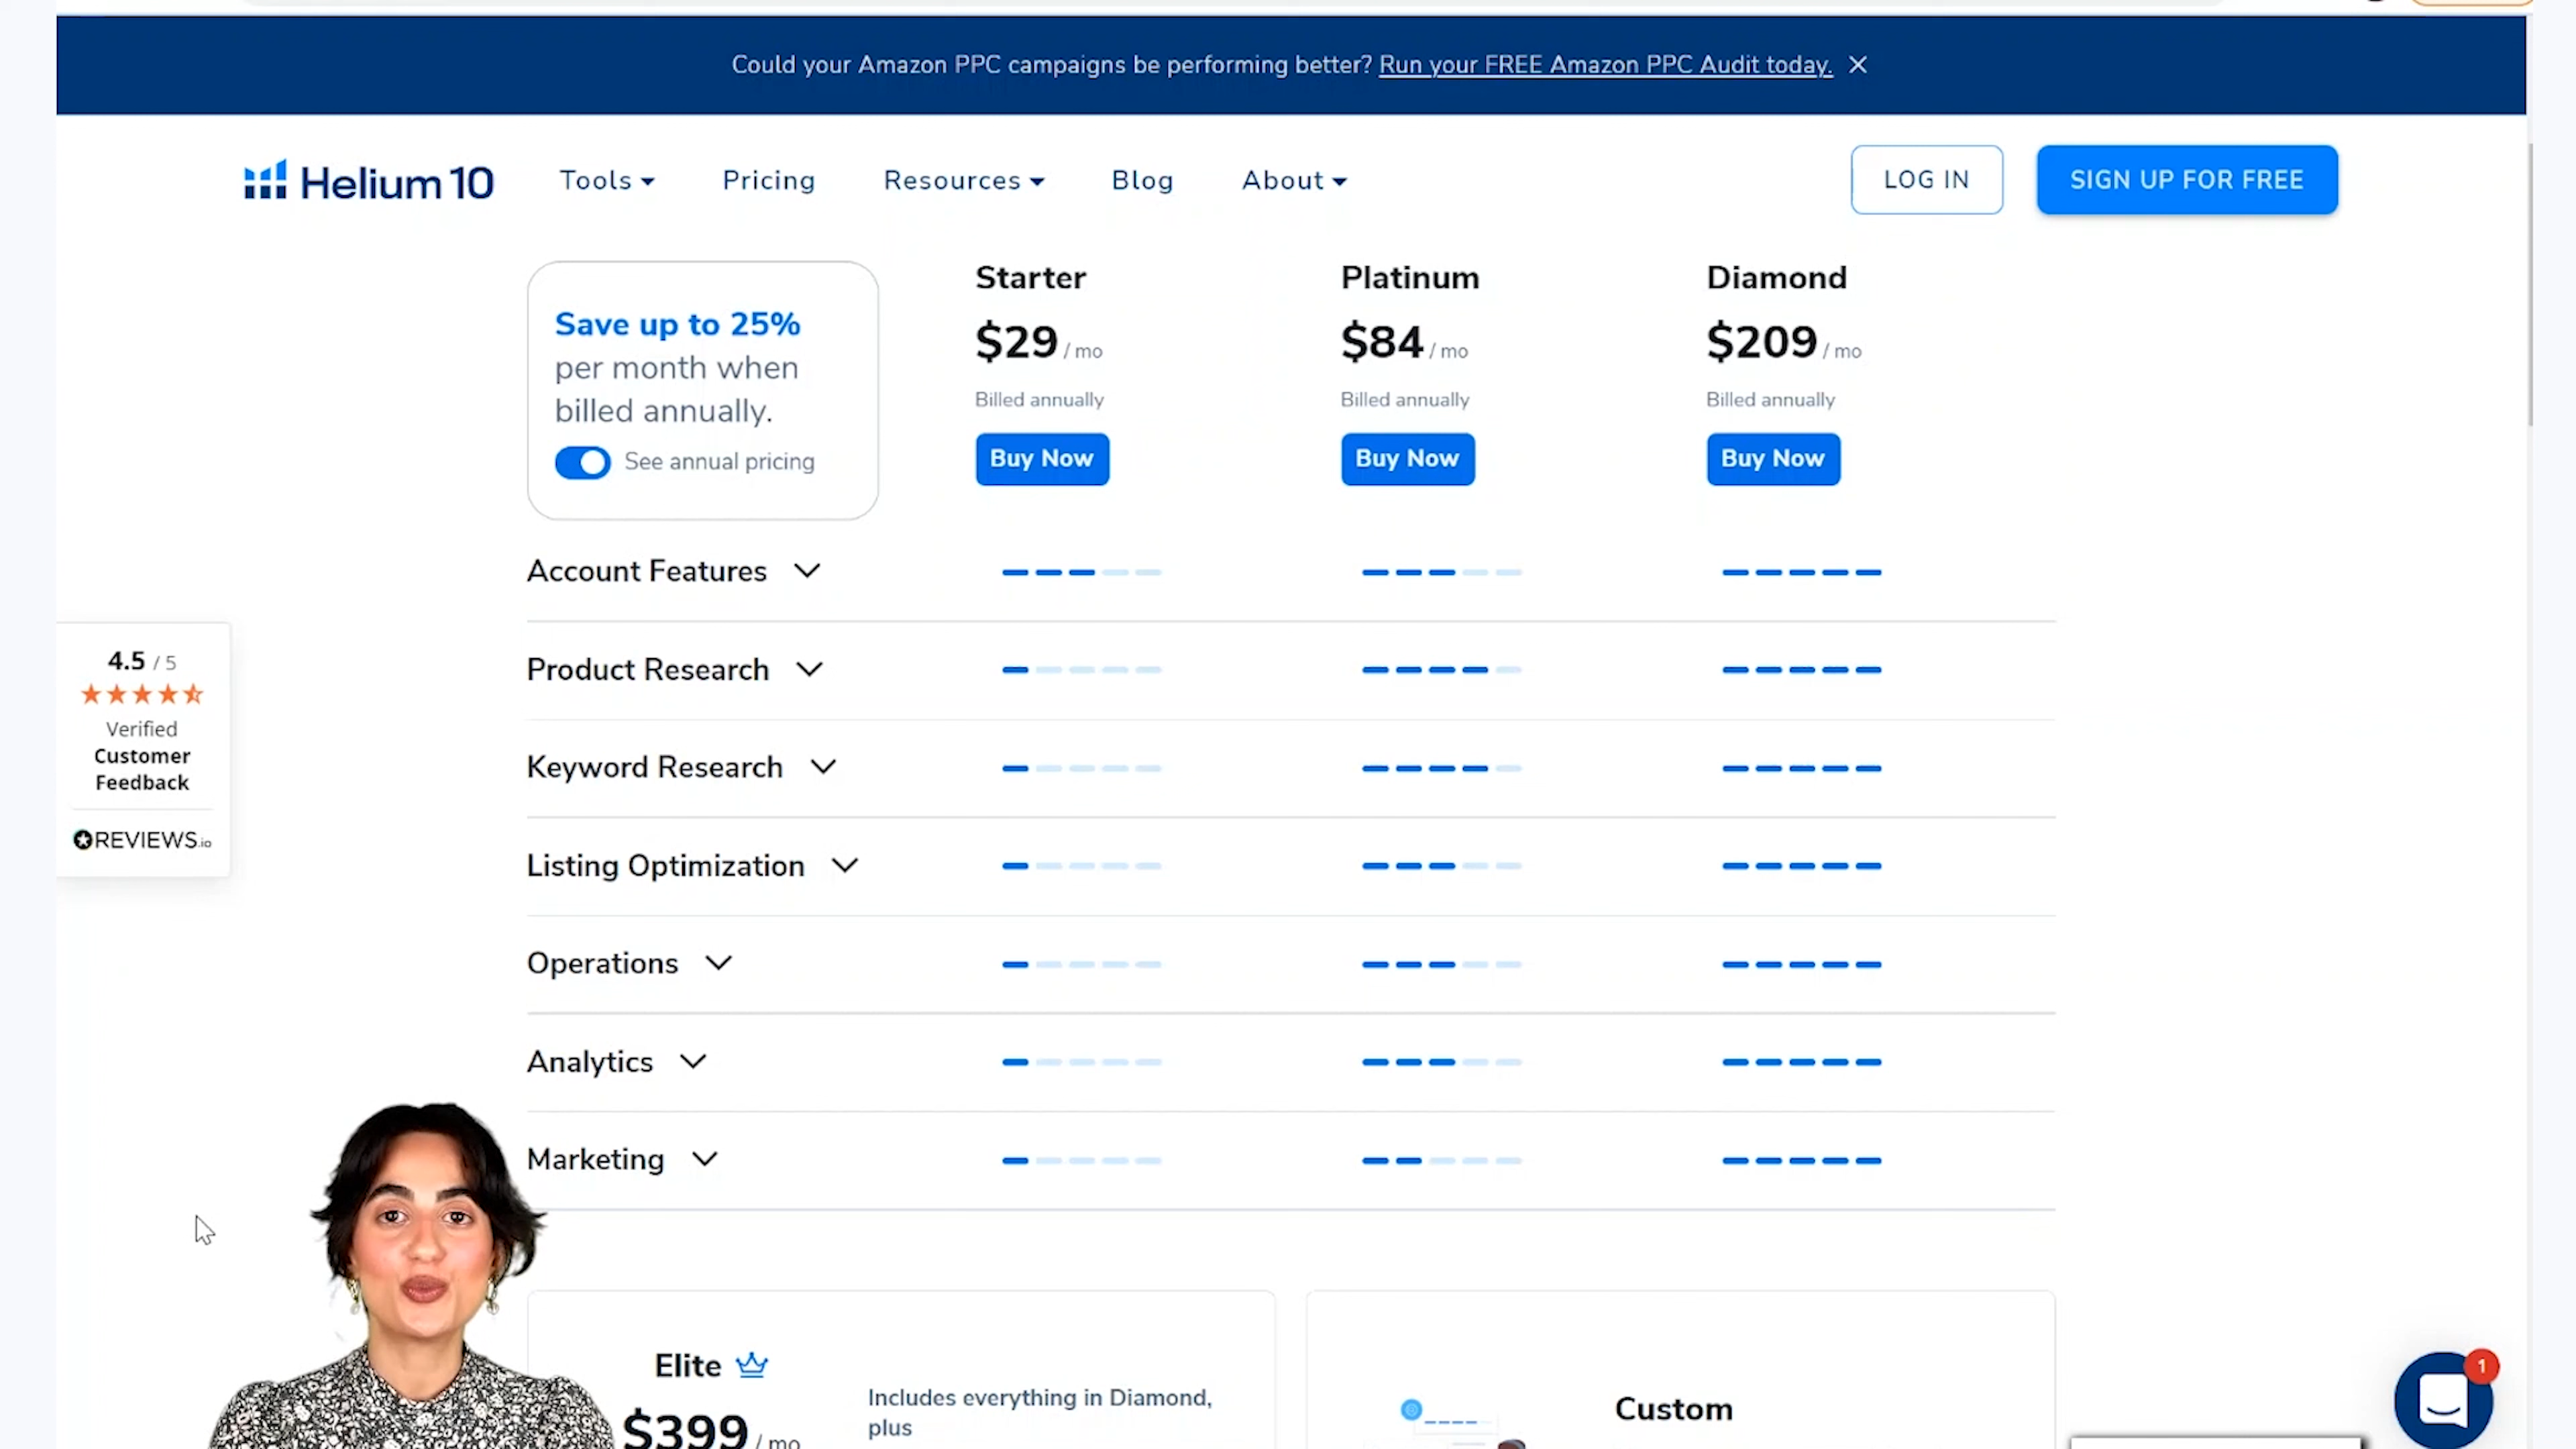 Could your Amazon PPC campaigns be performing better? Run your FREE Amazon PPC Audit today.
Helium 10
Tools
Pricing
Resources
Blog
About
LOG IN
SIGN UP FOR FREE
Save up to 25%
per month when
billed annually.
See annual pricing
Starter
$29 / mo
Billed annually
Buy Now
Platinum
$84 / mo
Billed annually
Buy Now
Diamond
$209 / mo
Billed annually
Buy Now
Account Features
Product Research
Keyword Research
Listing Optimization
Operations
Analytics
Marketing
4.5 / 5
Verified
Customer
Feedback
REVIEWS.io
Elite
$399 / mo
Includes everything in Diamond,
plus
Custom
1